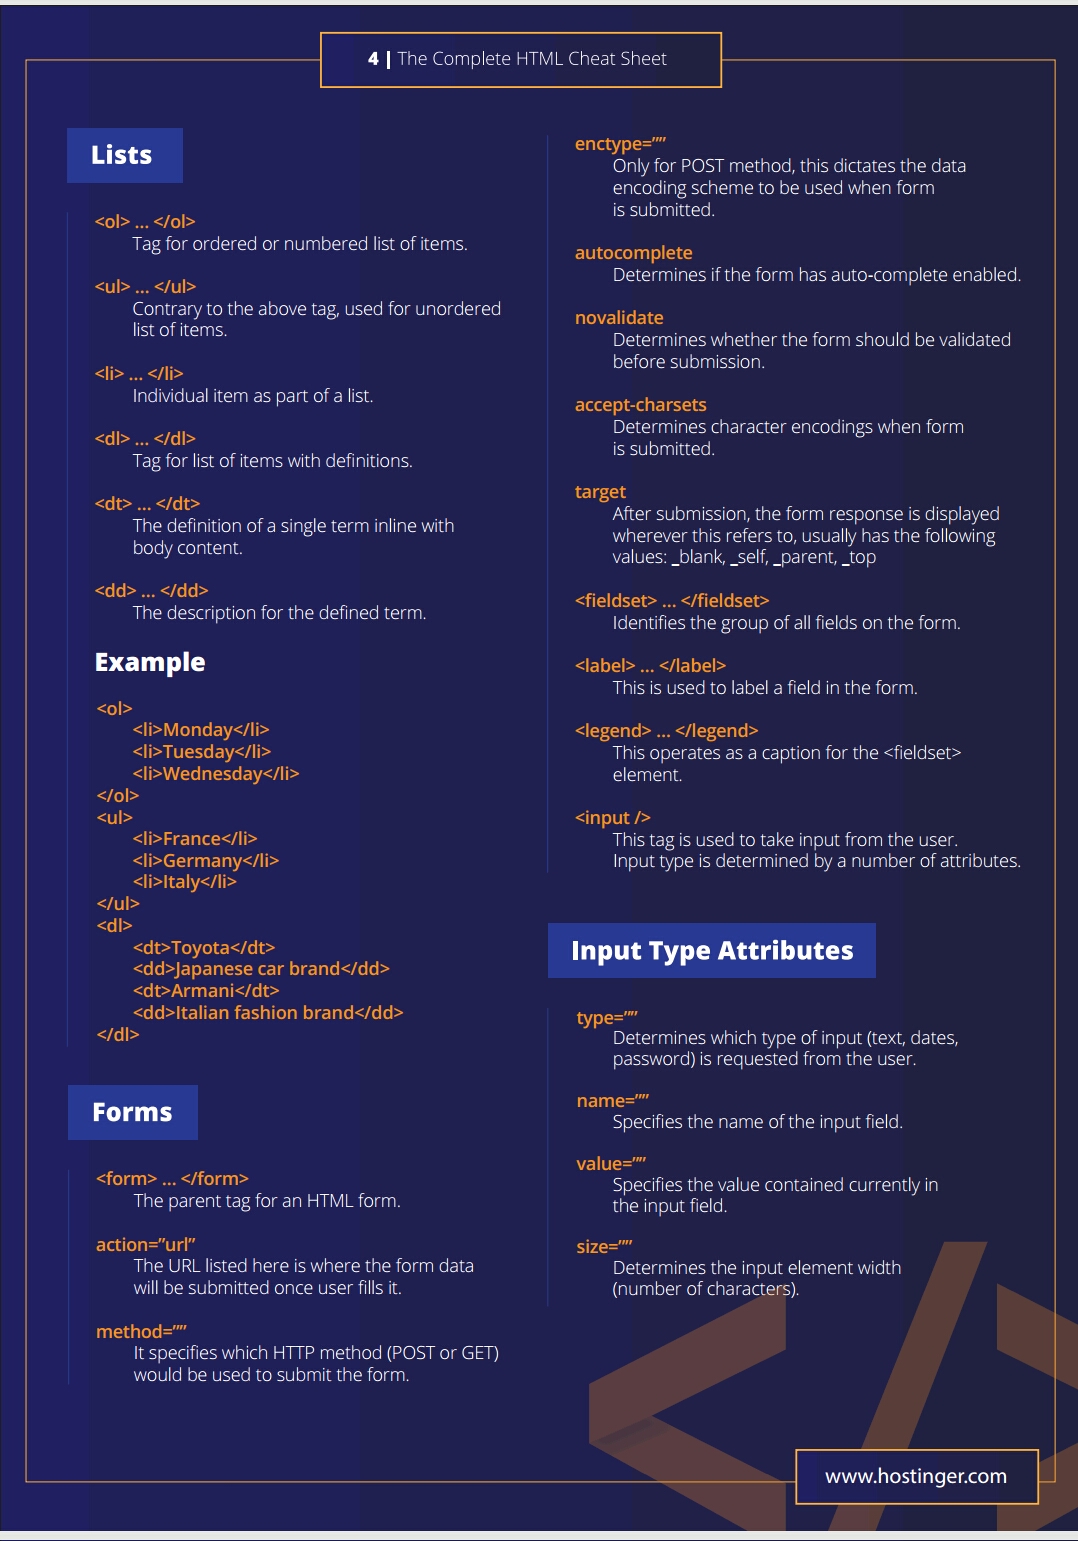 4 | The Complete HTML Cheat Sheet
Lists
<ol> ... </ol>
Tag for ordered or numbered list of items.
<ul> ... </ul>
Contrary to the above tag, used for unordered
list of items.
<li> ... </li>
Individual item as part of a list.
<dl> ... </dl>
Tag for list of items with definitions.
<dt> ... </dt>
The definition of a single term inline with
body content.
<dd> ... </dd>
The description for the defined term.
Example
<ol>
<li>Monday</li>
<li>Tuesday</li>
<li>Wednesday</li>
</ol>
<ul>
<li>France</li>
<li>Germany</li>
<li>Italy</li>
</ul>
<dl>
<dt>Toyota</dt>
<dd>Japanese car brand</dd>
<dt>Armani</dt>
<dd>Italian fashion brand</dd>
</dl>
Forms
<form> ... </form>
The parent tag for an HTML form.
action=”url”
The URL listed here is where the form data
will be submitted once user fills it.
method=””
It specifies which HTTP method (POST or GET)
would be used to submit the form.
enctype=””
Only for POST method, this dictates the data
encoding scheme to be used when form
is submitted.
autocomplete
Determines if the form has auto-complete enabled.
novalidate
Determines whether the form should be validated
before submission.
accept-charsets
Determines character encodings when form
is submitted.
target
After submission, the form response is displayed
wherever this refers to, usually has the following
values: _blank, _self, _parent, _top
<fieldset> ... </fieldset>
Identifies the group of all fields on the form.
<label> ... </label>
This is used to label a field in the form.
<legend> ... </legend>
This operates as a caption for the <fieldset>
element.
<input />
This tag is used to take input from the user.
Input type is determined by a number of attributes.
Input Type Attributes
type=””
Determines which type of input (text, dates,
password) is requested from the user.
name=””
Specifies the name of the input field.
value=””
Specifies the value contained currently in
the input field.
size=””
Determines the input element width
(number of characters).
www.hostinger.com